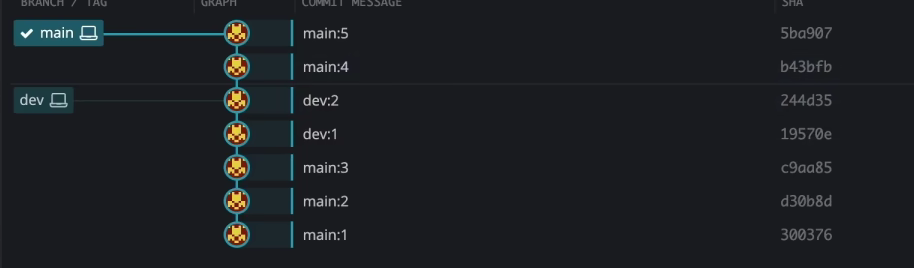 BRANCH / TAG GRAPH COMMIT MESSAGE SHA
main main:5 5ba907
main:4 b43bfb
dev dev:2 244d35
dev:1 19570e
main:3 c9aa85
main:2 d30b8d
main:1 300376